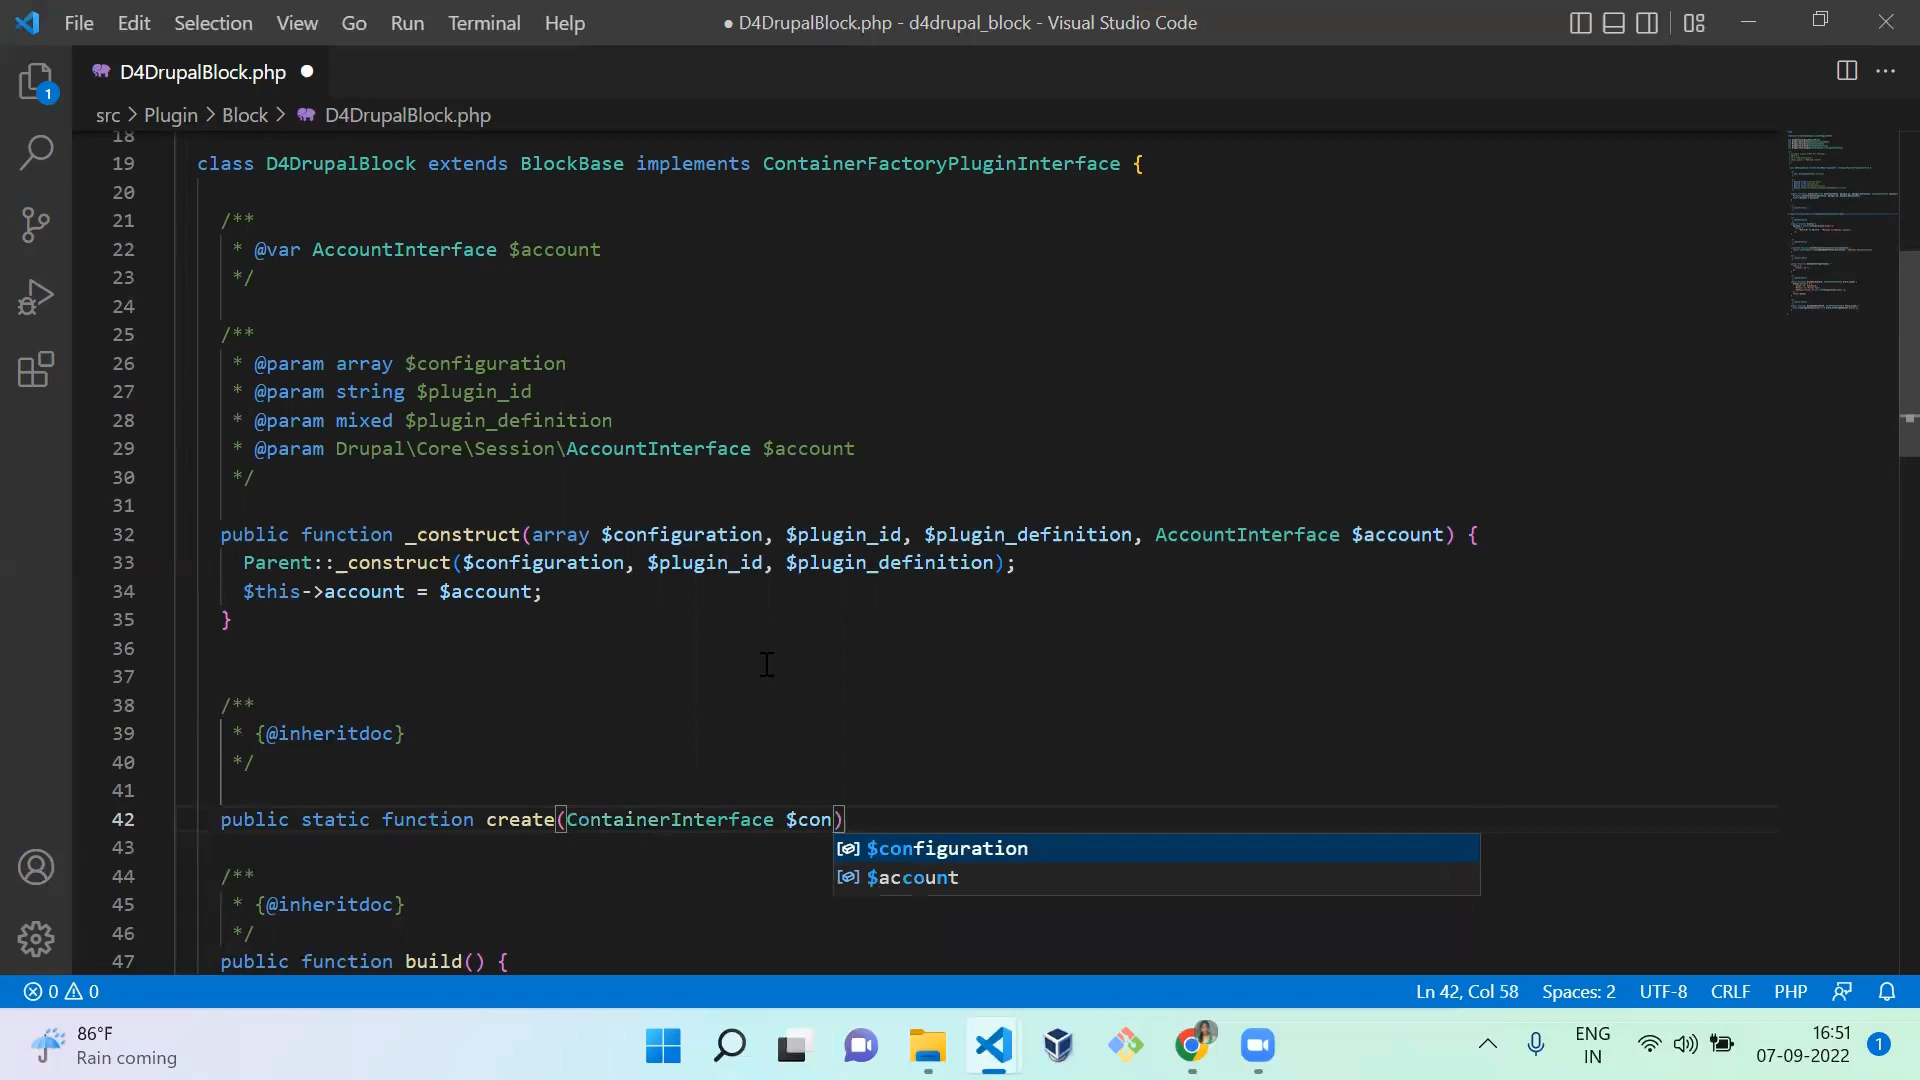 File Edit Selection View Go Run Terminal Help
● D4DrupalBlock.php - d4drupal_block - Visual Studio Code
D4DrupalBlock.php ●
1
src > Plugin > Block > D4DrupalBlock.php
18
19 class D4DrupalBlock extends BlockBase implements ContainerFactoryPluginInterface {
20
21 /**
22 * @var AccountInterface $account
23 */
24
25 /**
26 * @param array $configuration
27 * @param string $plugin_id
28 * @param mixed $plugin_definition
29 * @param Drupal\Core\Session\AccountInterface $account
30 */
31
32 public function _construct(array $configuration, $plugin_id, $plugin_definition, AccountInterface $account) {
33 Parent::_construct($configuration, $plugin_id, $plugin_definition);
34 $this->account = $account;
35 }
36
37
38 /**
39 * {@inheritdoc}
40 */
41
42 public static function create(ContainerInterface $con)
43 $configuration
44 /** $account
45 * {@inheritdoc}
46 */
47 public function build() {
0 0 Ln 42, Col 58 Spaces: 2 UTF-8 CRLF PHP
86°F
Rain coming
ENG
IN
16:51
07-09-2022
1